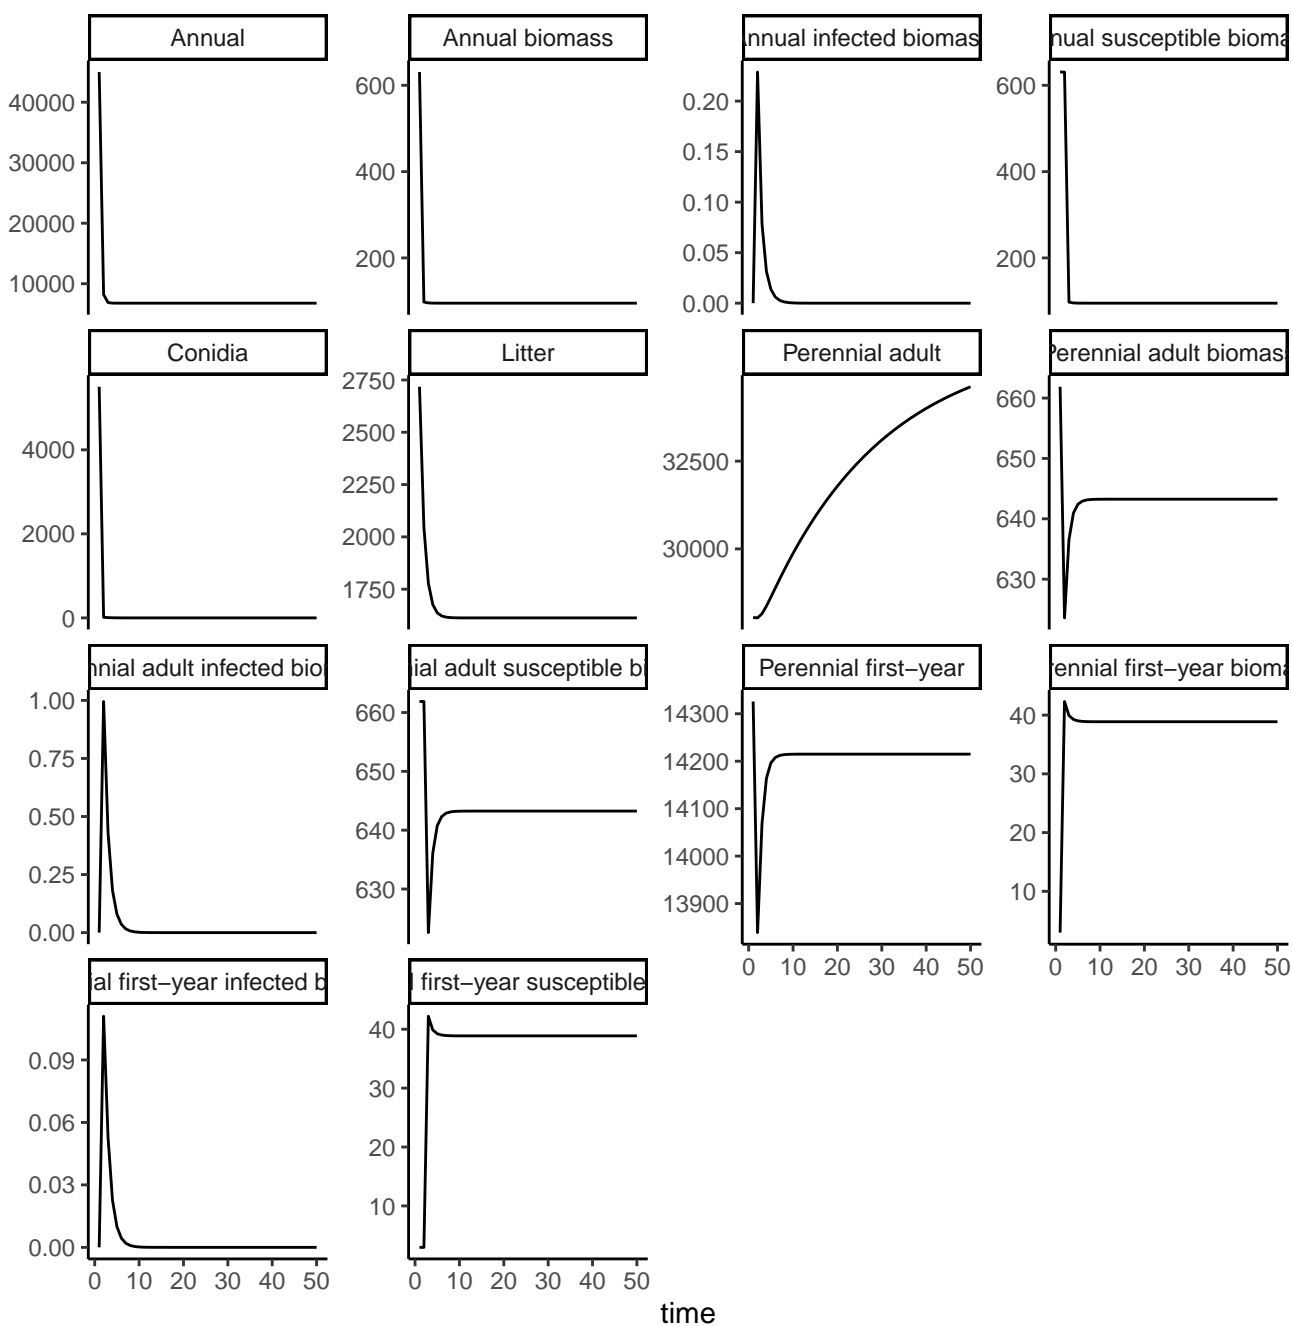 Annual
Annual biomass
nnual infected biomas
nual susceptible bioma
40000
30000
20000
10000
600
400
200
0.20
0.15
0.10
0.05
0.00
600
400
200
Conidia
Litter
Perennial adult
Perennial adult biomas
4000
2000
0
2750
2500
2250
2000
1750
32500
30000
660
650
640
630
nnial adult infected bio
ial adult susceptible b
Perennial first−year
rennial first−year bioma
1.00
0.75
0.50
0.25
0.00
660
650
640
630
14300
14200
14100
14000
13900
0 10 20 30 40 50
40
30
20
10
0 10 20 30 40 50
ial first−year infected b
first−year susceptible
0.09
0.06
0.03
0.00
0 10 20 30 40 50
40
30
20
10
0 10 20 30 40 50
time